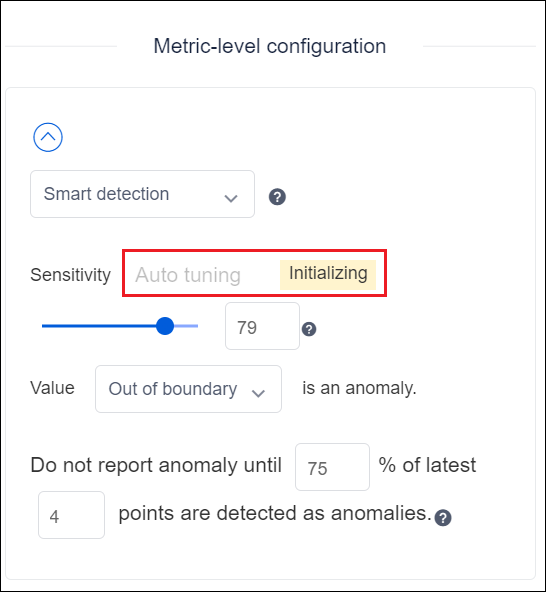 Metric-level configuration
Smart detection ?
Sensitivity Auto tuning Initializing
79 ?
Value Out of boundary is an anomaly.
Do not report anomaly until 75 % of latest
4 points are detected as anomalies. ?